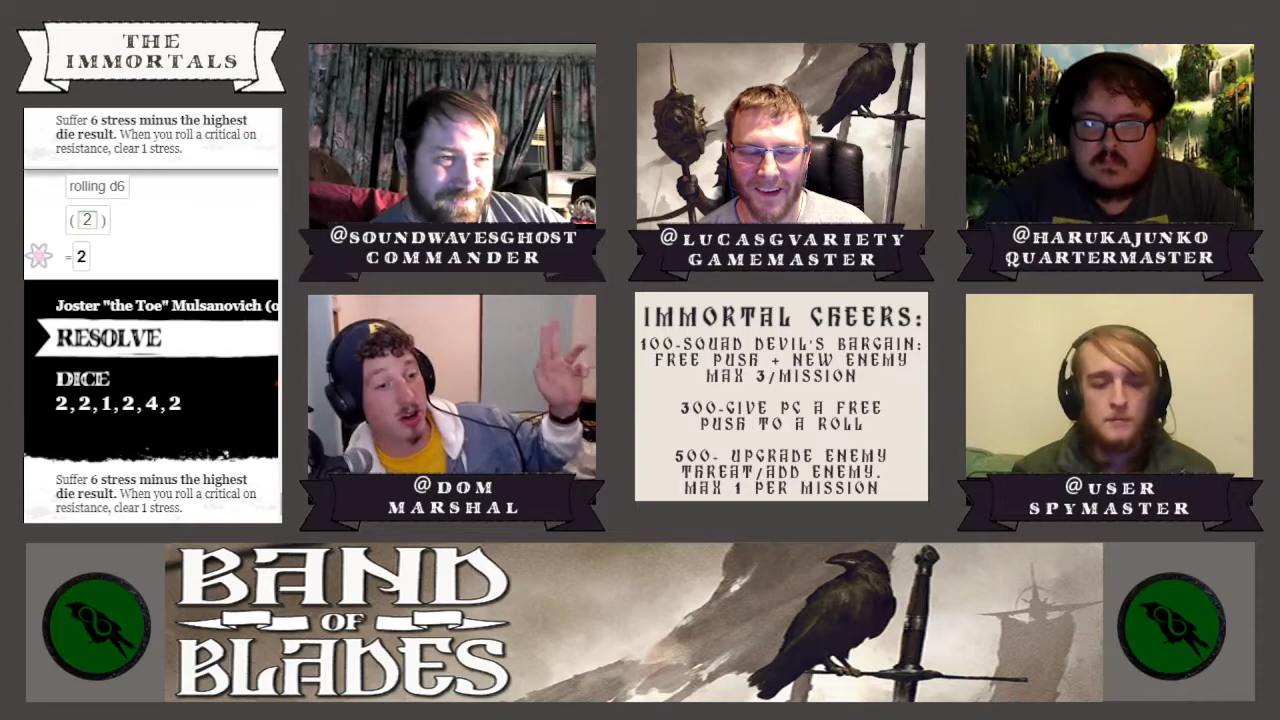 THE
IMMORTALS
Suffer 6 stress minus the highest
die result. When you roll a critical on
resistance, clear 1 stress.
rolling d6
( 2 )
= 2
Joster "the Toe" Mulsanovich (o
RESOLVE
DICE
2,2,1,2,4,2
Suffer 6 stress minus the highest
die result. When you roll a critical on
resistance, clear 1 stress.
@SOUNDWAVESGHOST
COMMANDER
@LUCASGVARIETY
GAMEMASTER
@HARUKAJUNKO
QUARTERMASTER
@DOM
MARSHAL
IMMORTAL CHEERS:
100-SQUAD DEVIL'S BARGAIN:
FREE PUSH + NEW ENEMY
MAX 3/MISSION
300-GIVE PC A FREE
PUSH TO A ROLL
500- UPGRADE ENEMY
THREAT/ADD ENEMY.
MAX 1 PER MISSION
@USER
SPYMASTER
BAND
OF
BLADES